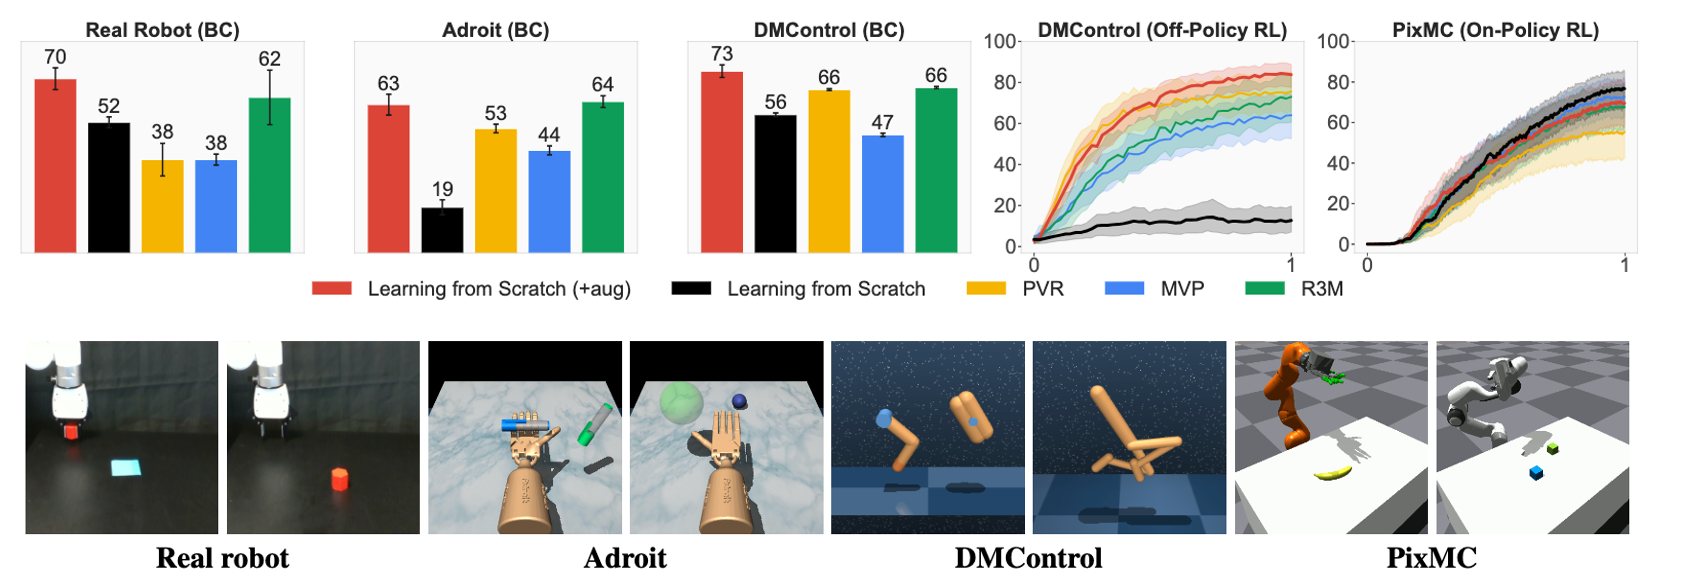 Real Robot (BC)
70
52
38
38
62
Adroit (BC)
63
19
53
44
64
DMControl (BC)
73
56
66
47
66
DMControl (Off-Policy RL)
100
80
60
40
20
0
0
1
PixMC (On-Policy RL)
100
80
60
40
20
0
0
1
Learning from Scratch (+aug)
Learning from Scratch
PVR
MVP
R3M
Real robot
Adroit
DMControl
PixMC